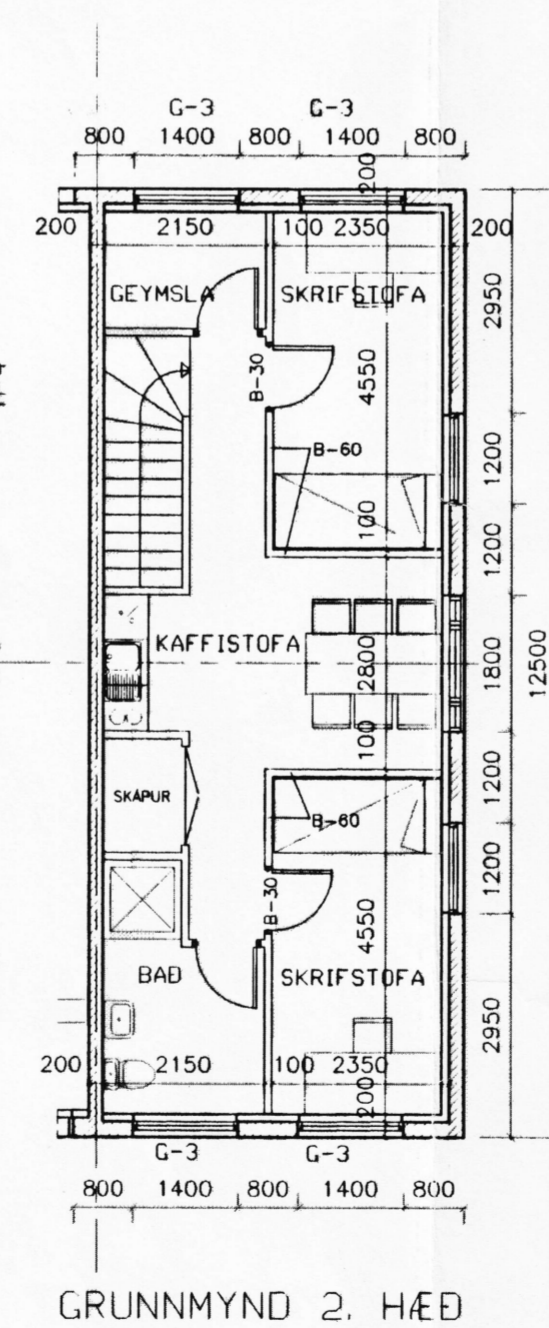 G-3 G-3
800 1400 800 1400 800
200
200 2150 100 2350 200
GEYMSLA SKRIFSTOFA
2950
B-30
4550
B-60
1200
100
1200
KAFFISTOFA
2800
1800
12500
100
SKÁPUR
1200
B-60
1200
B-30
4550
BAÐ SKRIFSTOFA
2950
200 2150 100 2350
200
G-3 G-3
800 1400 800 1400 800
GRUNNMYND 2. HÆÐ